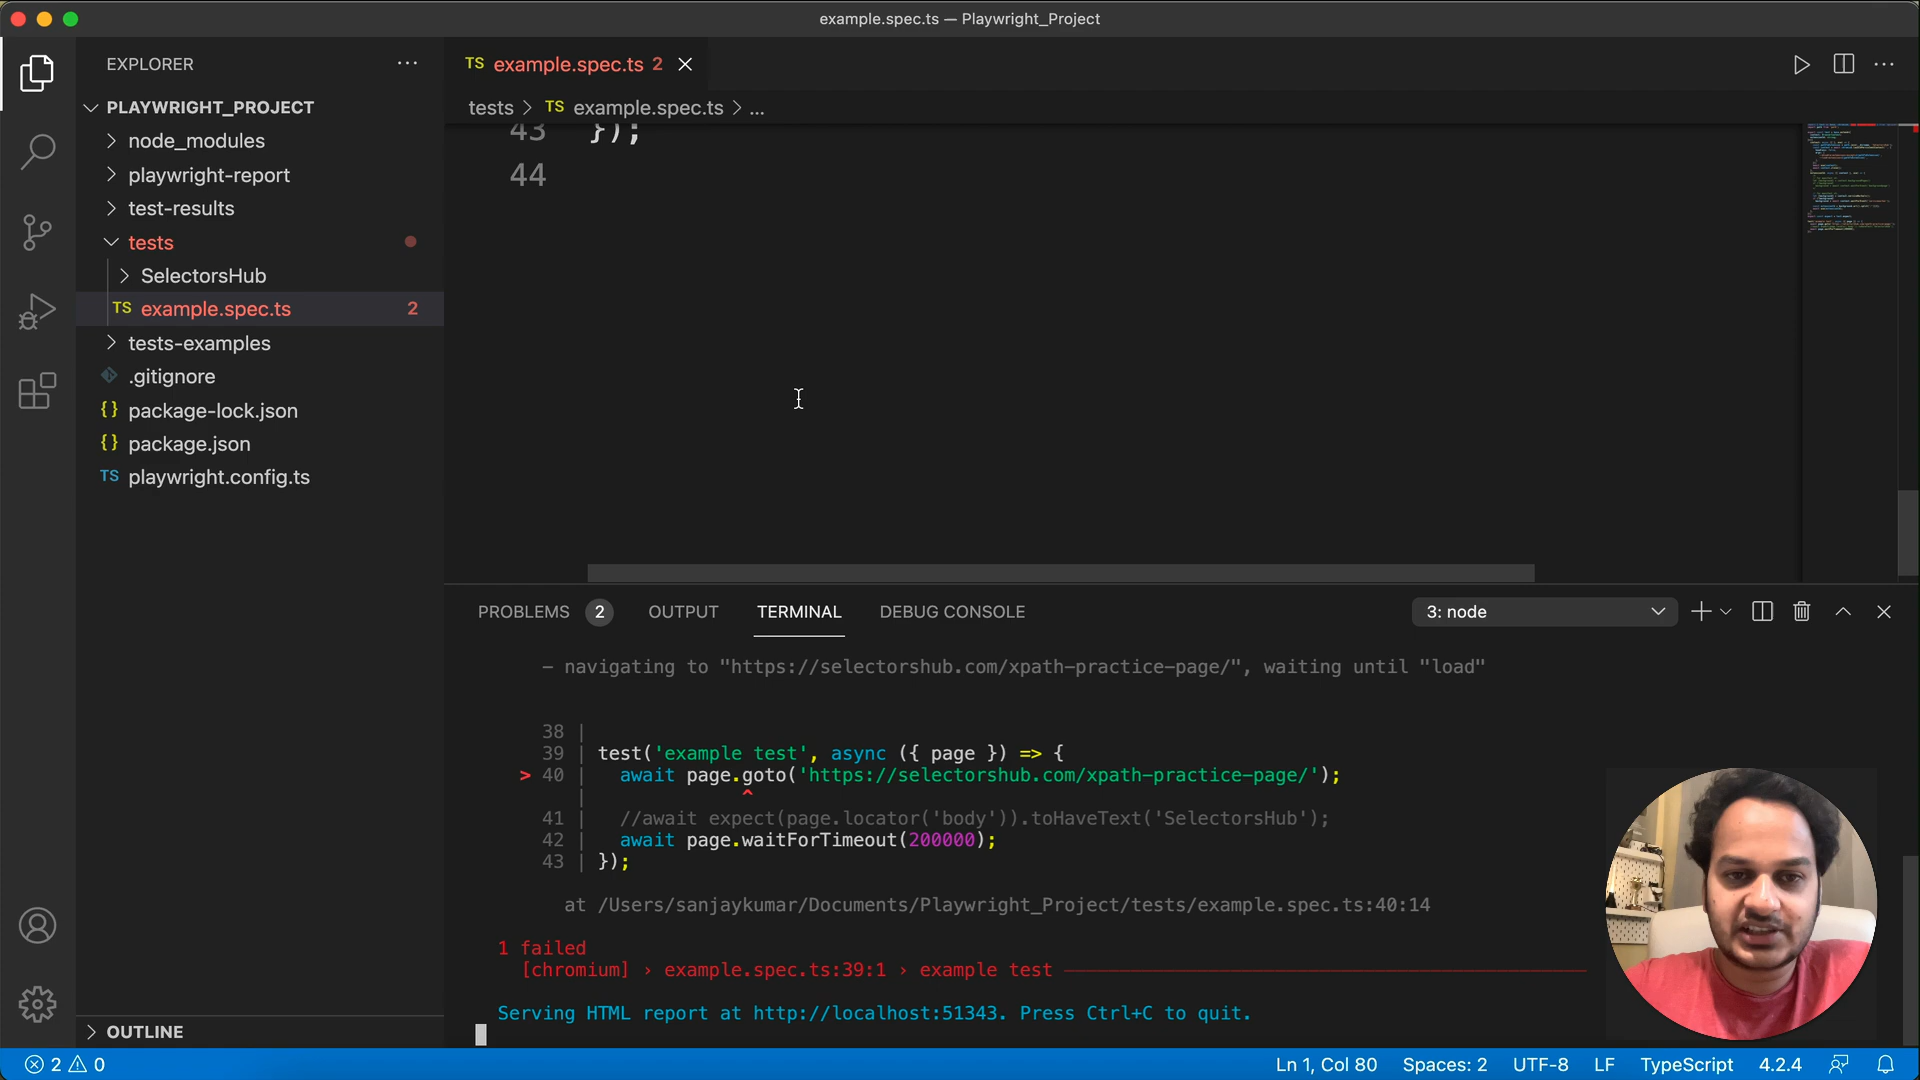 example.spec.ts — Playwright_Project
EXPLORER
PLAYWRIGHT_PROJECT
node_modules
playwright-report
test-results
tests
SelectorsHub
TS example.spec.ts 2
tests-examples
.gitignore
{} package-lock.json
{} package.json
TS playwright.config.ts
OUTLINE
TS example.spec.ts 2
tests > TS example.spec.ts > ...
43 });
44
PROBLEMS 2 OUTPUT TERMINAL DEBUG CONSOLE 3: node
– navigating to "https://selectorshub.com/xpath-practice-page/", waiting until "load"
38 |
39 | test('example test', async ({ page }) => {
> 40 | await page.goto('https://selectorshub.com/xpath-practice-page/');
| ^
41 | //await expect(page.locator('body')).toHaveText('SelectorsHub');
42 | await page.waitForTimeout(200000);
43 | });
at /Users/sanjaykumar/Documents/Playwright_Project/tests/example.spec.ts:40:14
1 failed
[chromium] › example.spec.ts:39:1 › example test
Serving HTML report at http://localhost:51343. Press Ctrl+C to quit.
2 0 Ln 1, Col 80 Spaces: 2 UTF-8 LF TypeScript 4.2.4